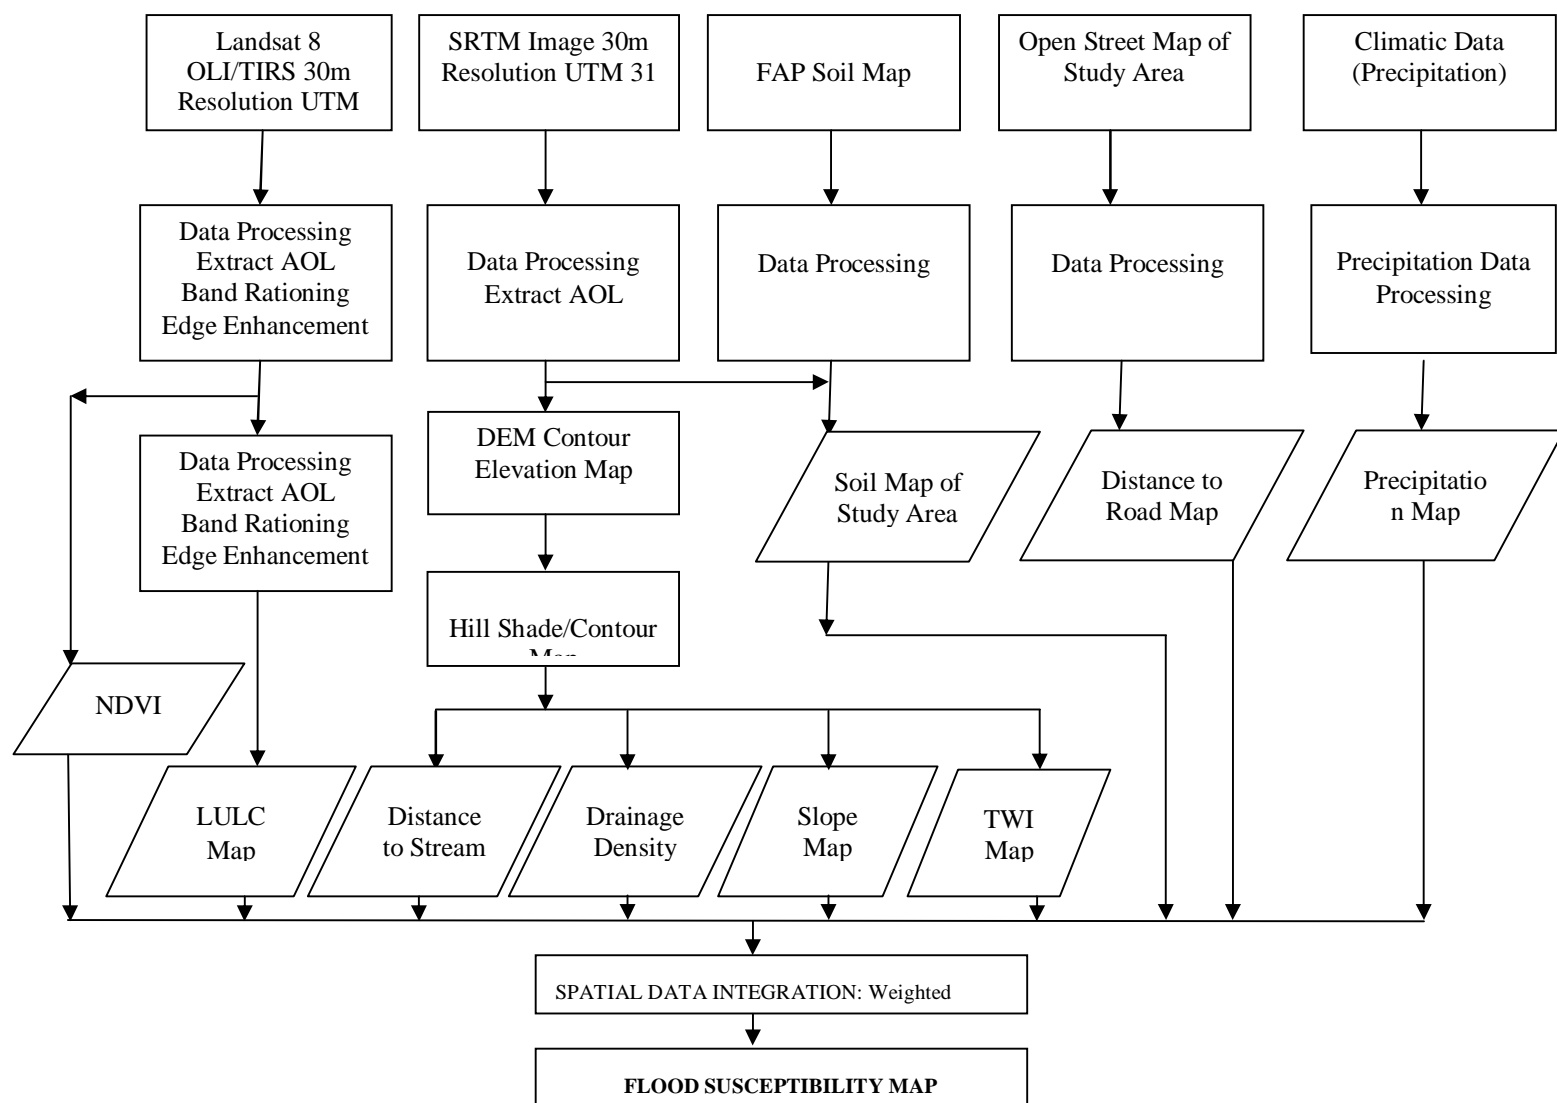 Landsat 8
OLI/TIRS 30m
Resolution UTM
SRTM Image 30m
Resolution UTM 31
FAP Soil Map
Open Street Map of
Study Area
Climatic Data
(Precipitation)
Data Processing
Extract AOL
Band Rationing
Edge Enhancement
Data Processing
Extract AOL
Data Processing
Data Processing
Precipitation Data
Processing
Data Processing
Extract AOL
Band Rationing
Edge Enhancement
DEM Contour
Elevation Map
Soil Map of
Study Area
Distance to
Road Map
Precipitatio
n Map
Hill Shade/Contour
Map
NDVI
LULC
Map
Distance
to Stream
Drainage
Density
Slope
Map
TWI
Map
SPATIAL DATA INTEGRATION: Weighted
FLOOD SUSCEPTIBILITY MAP